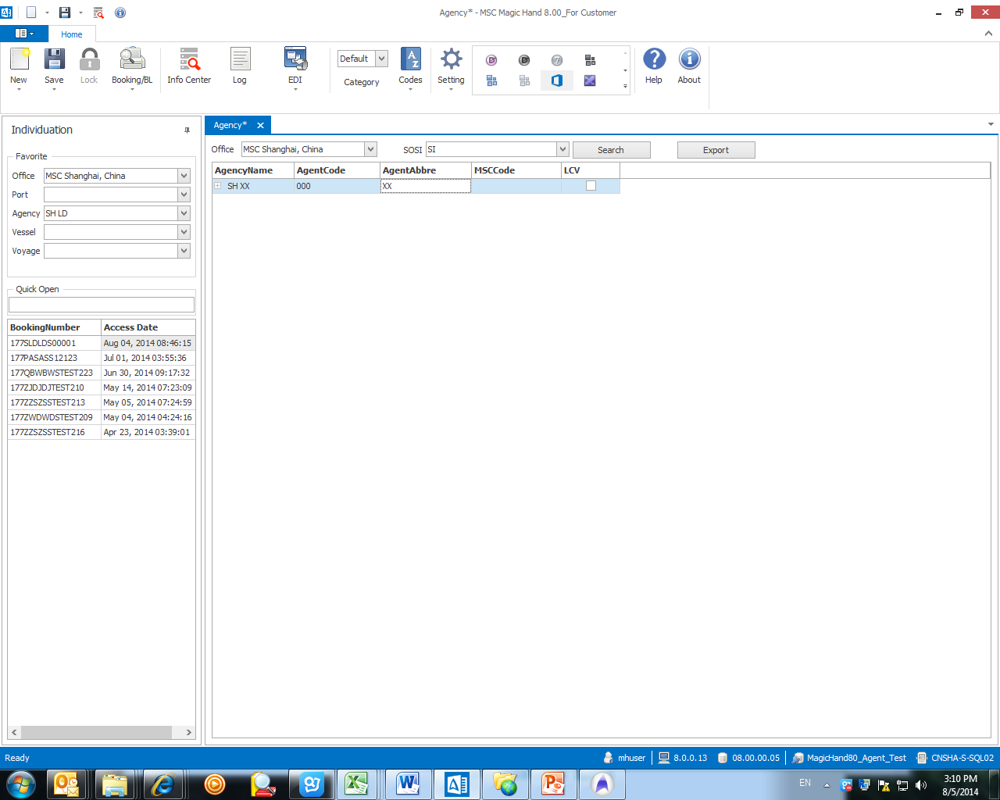 Agency* - MSC Magic Hand 8.00_For Customer
Home
New
Save
Lock
Booking/BL
Info Center
Log
EDI
Default
Category
Codes
Setting
Help
About
Individuation
Favorite
Office MSC Shanghai, China
Port
Agency SH LD
Vessel
Voyage
Quick Open
BookingNumber Access Date
177SLDLDS00001 Aug 04, 2014 08:46:15
177PASASS12123 Jul 01, 2014 03:55:36
177QBWBWSTEST223 Jun 30, 2014 09:17:32
177ZJDJDJTEST210 May 14, 2014 07:23:09
177ZZSZSSTEST213 May 05, 2014 07:24:59
177ZWDWDSTEST209 May 04, 2014 04:24:16
177ZZSZSSTEST216 Apr 23, 2014 03:39:01
Agency*
Office MSC Shanghai, China SOSI SI Search Export
AgencyName AgentCode AgentAbbre MSCCode LCV
SH XX 000 XX
Ready mhuser 8.0.0.13 08.00.00.05 MagicHand80_Agent_Test CNSHA-S-SQL02
EN
3:10 PM
8/5/2014